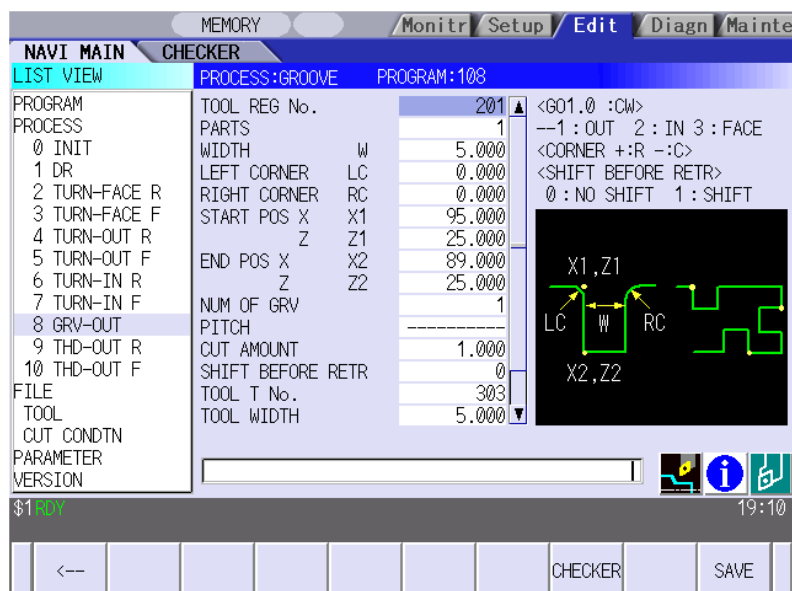 MEMORY Monitr Setup Edit Diagn Mainte
NAVI MAIN CHECKER
LIST VIEW PROCESS:GROOVE PROGRAM:108
PROGRAM
PROCESS
0 INIT
1 DR
2 TURN-FACE R
3 TURN-FACE F
4 TURN-OUT R
5 TURN-OUT F
6 TURN-IN R
7 TURN-IN F
8 GRV-OUT
9 THD-OUT R
10 THD-OUT F
FILE
TOOL
CUT CONDTN
PARAMETER
VERSION
TOOL REG No. 201
PARTS 1
WIDTH W 5.000
LEFT CORNER LC 0.000
RIGHT CORNER RC 0.000
START POS X X1 95.000
Z Z1 25.000
END POS X X2 89.000
Z Z2 25.000
NUM OF GRV 1
PITCH ----------
CUT AMOUNT 1.000
SHIFT BEFORE RETR 0
TOOL T No. 303
TOOL WIDTH 5.000
<GO1.0 :CW>
--1 : OUT 2 : IN 3 : FACE
<CORNER +:R -:C>
<SHIFT BEFORE RETR>
0 : NO SHIFT 1 : SHIFT
X1,Z1
LC W RC
X2,Z2
$1 RDY 19:10
<-- CHECKER SAVE